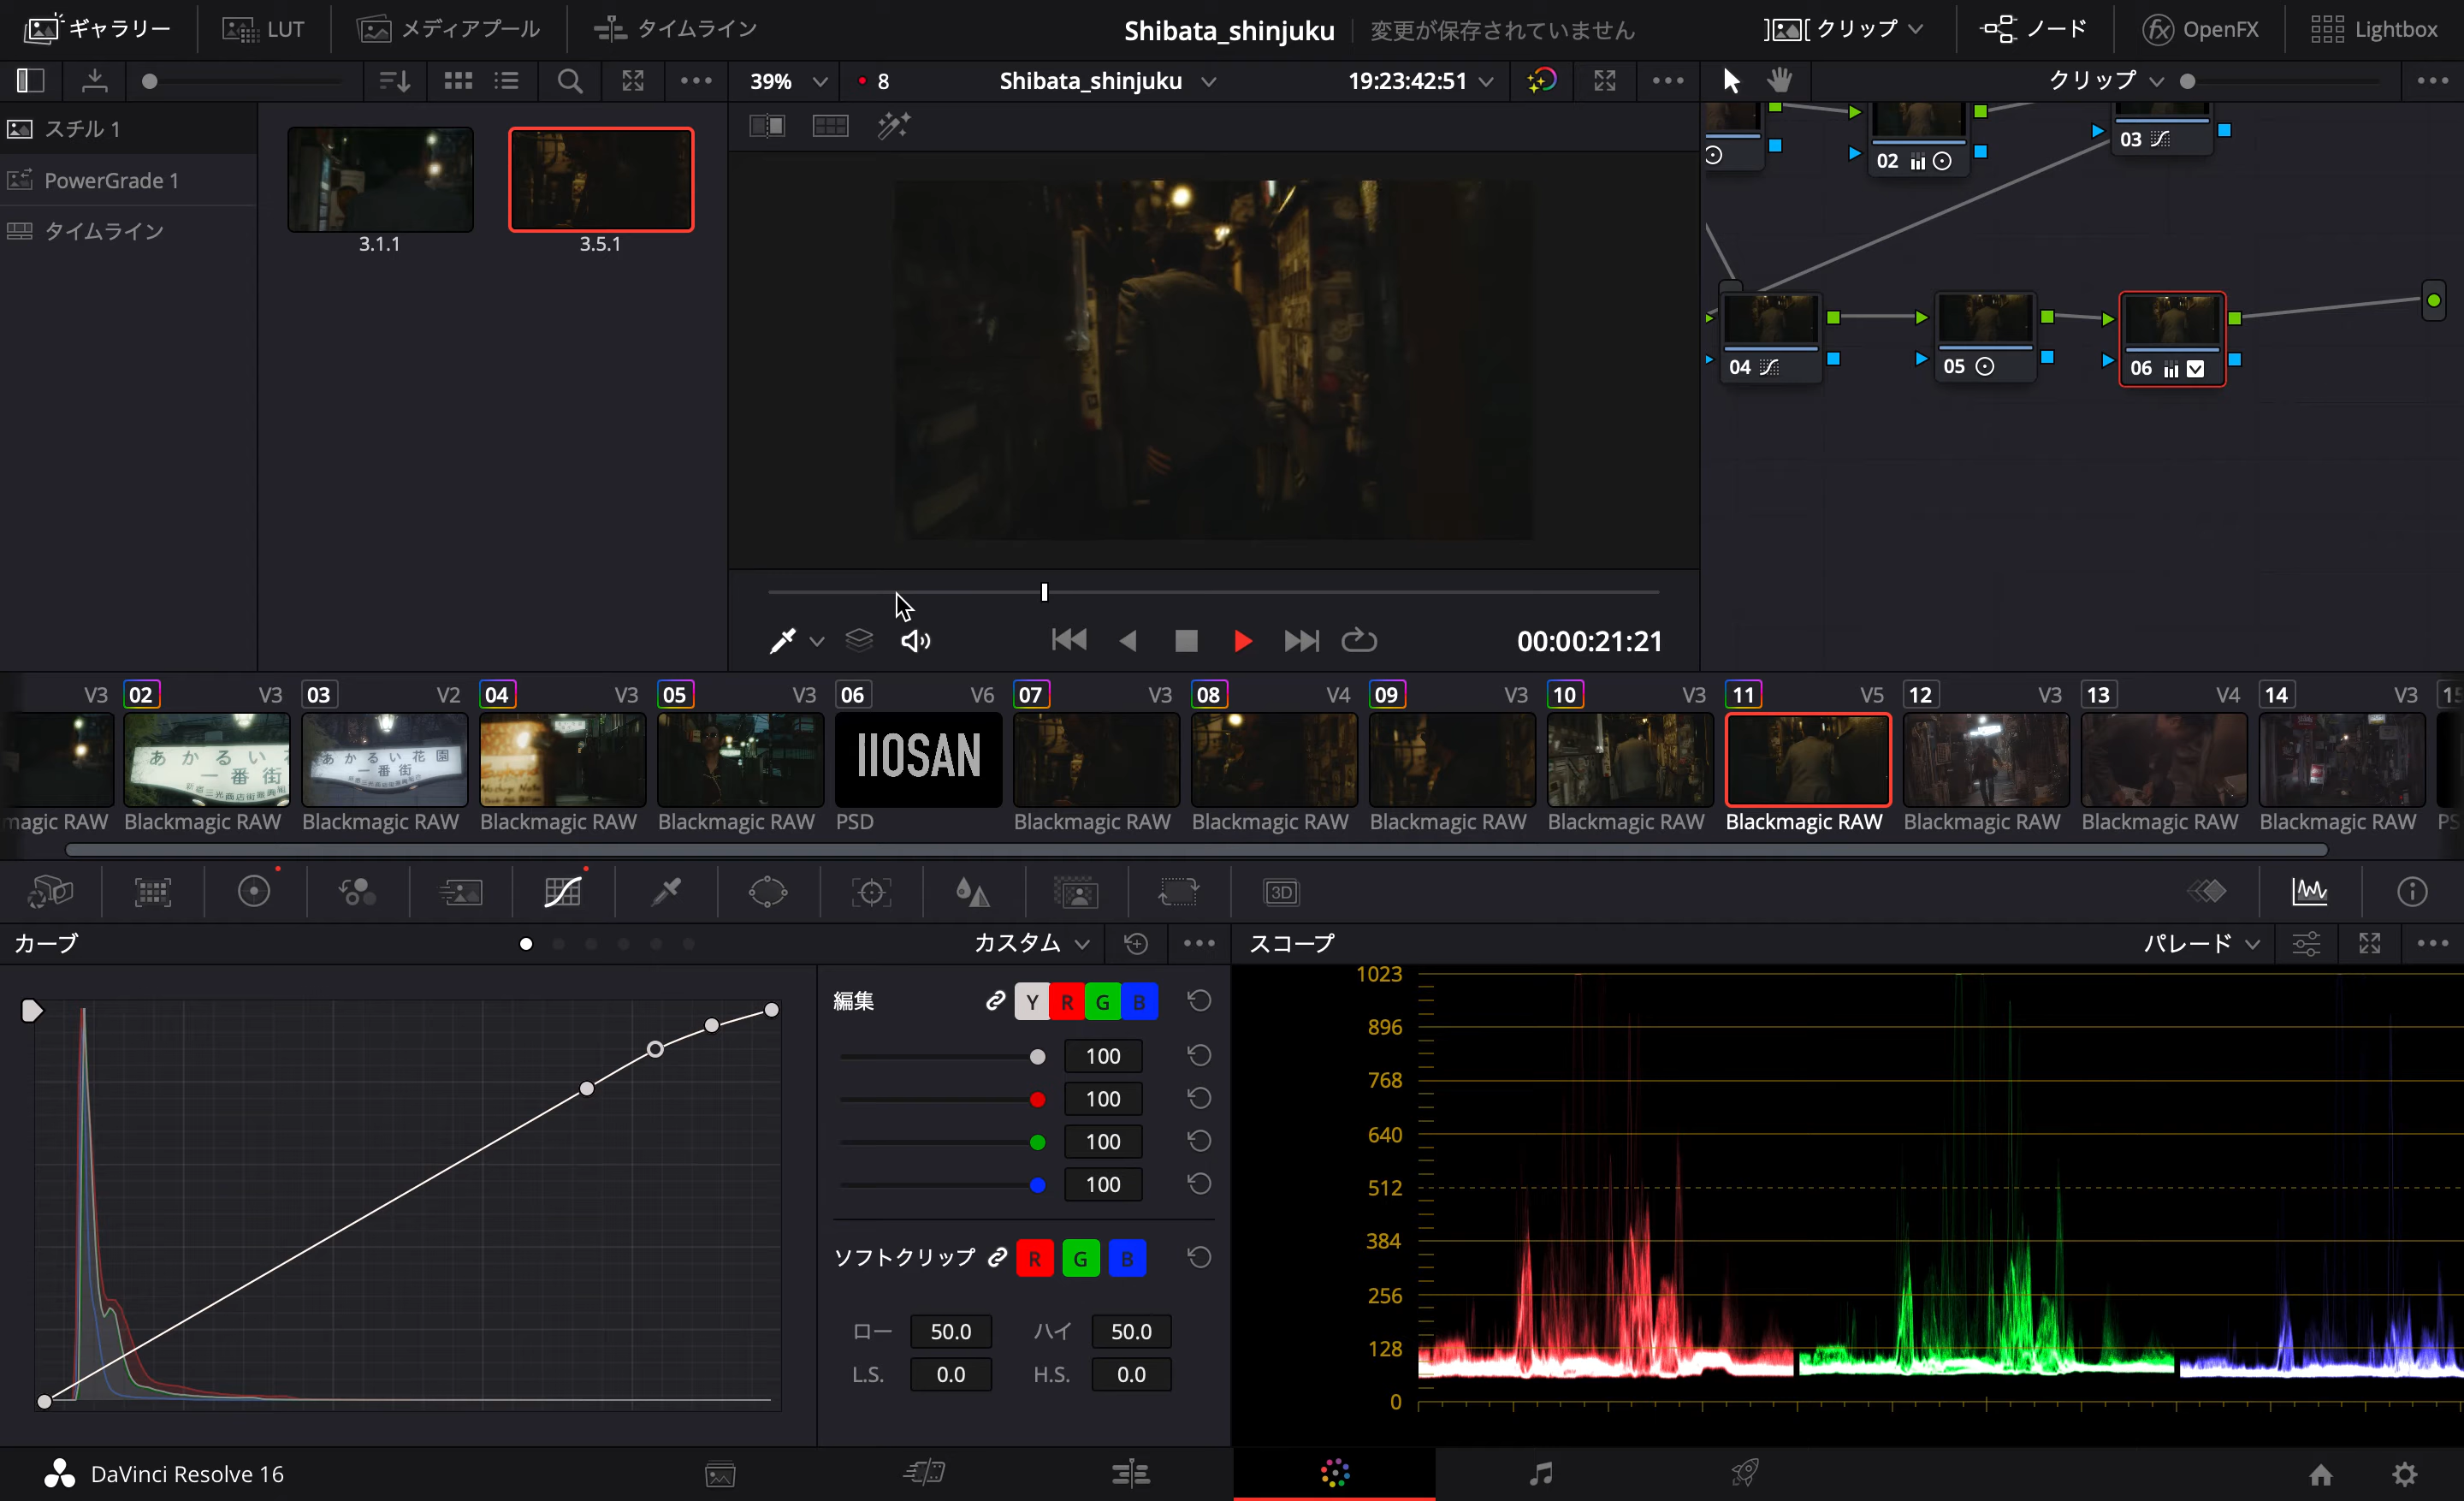 ギャラリー LUT メディアプール タイムライン Shibata_shinjuku 変更が保存されていません クリップ ノード fx OpenFX Lightbox
39% 8 Shibata_shinjuku 19:23:42:51 クリップ
スチル 1
PowerGrade 1
タイムライン
3.1.1 3.5.1
02 03
04 05 06
00:00:21:21
V3 02 V3 03 V2 04 V3 05 V3 06 V6 07 V3 08 V4 09 V3 10 V3 11 V5 12 V3 13 V4 14 V3 15
あかるい
一番街
あかるい花園
一番街
IIOSAN
magic RAW Blackmagic RAW Blackmagic RAW Blackmagic RAW Blackmagic RAW PSD Blackmagic RAW Blackmagic RAW Blackmagic RAW Blackmagic RAW Blackmagic RAW Blackmagic RAW Blackmagic RAW Blackmagic RAW PS
3D
カーブ カスタム スコープ パレード
編集 Y R G B
100
100
100
100
ソフトクリップ R G B
ロー 50.0 ハイ 50.0
L.S. 0.0 H.S. 0.0
1023
896
768
640
512
384
256
128
0
DaVinci Resolve 16